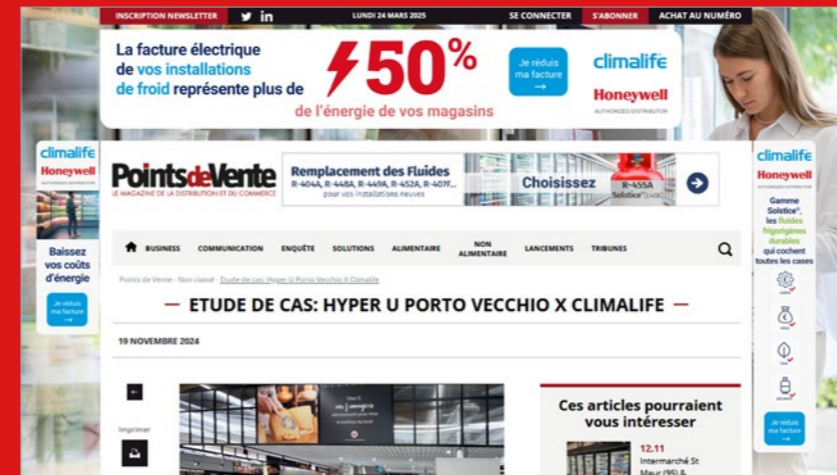 INSCRIPTION NEWSLETTER
in
LUNDI 24 MARS 2025
SE CONNECTER
S'ABONNER
ACHAT AU NUMÉRO
La facture électrique
de vos installations
de froid représente plus de
50%
de l'énergie de vos magasins
Je réduis
ma facture
→
climalife
Honeywell
AUTHORIZED DISTRIBUTOR
climalife
Honeywell
AUTHORIZED DISTRIBUTOR
Baissez
vos coûts
d'énergie
Je réduis
ma facture
→
PointsdeVente
LE MAGAZINE DE LA DISTRIBUTION ET DU COMMERCE
Remplacement des Fluides
R-404A, R-448A, R-449A, R-452A, R-407F...
pour vos installations neuves
Choisissez
R-455A
climalife
Honeywell
AUTHORIZED DISTRIBUTOR
Gamme
Solstice®,
les fluides
frigorigènes
durables
qui cochent
toutes les cases
Je réduis
ma facture
→
BUSINESS
COMMUNICATION
ENQUÊTE
SOLUTIONS
ALIMENTAIRE
NON
ALIMENTAIRE
LANCEMENTS
TRIBUNES
Points de Vente - Non classé - Etude de cas: Hyper U Porto Vecchio X Climalife
— ETUDE DE CAS: HYPER U PORTO VECCHIO X CLIMALIFE —
19 NOVEMBRE 2024
Imprimer
Ces articles pourraient
vous intéresser
12.11
Intermarché St
Maur (95) &